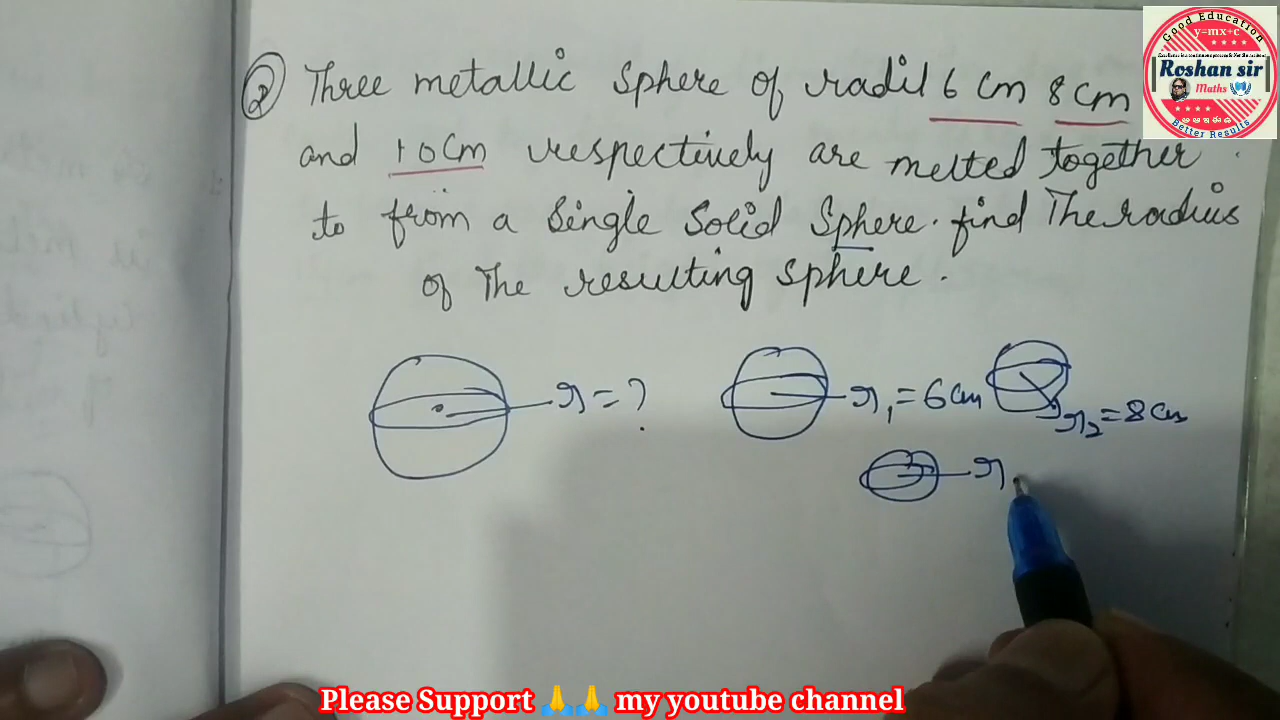 ② Three metallic sphere of radii 6 cm 8 cm
and 10 cm respectively are melted together
to from a single solid sphere. find The radius
of The resulting sphere.
r = ?
r₁ = 6 cm
r₂ = 8 cm
r
Good Education
y=mx+c
Roshan sir
Maths
Better Results
Please Support 🙏🙏 my youtube channel